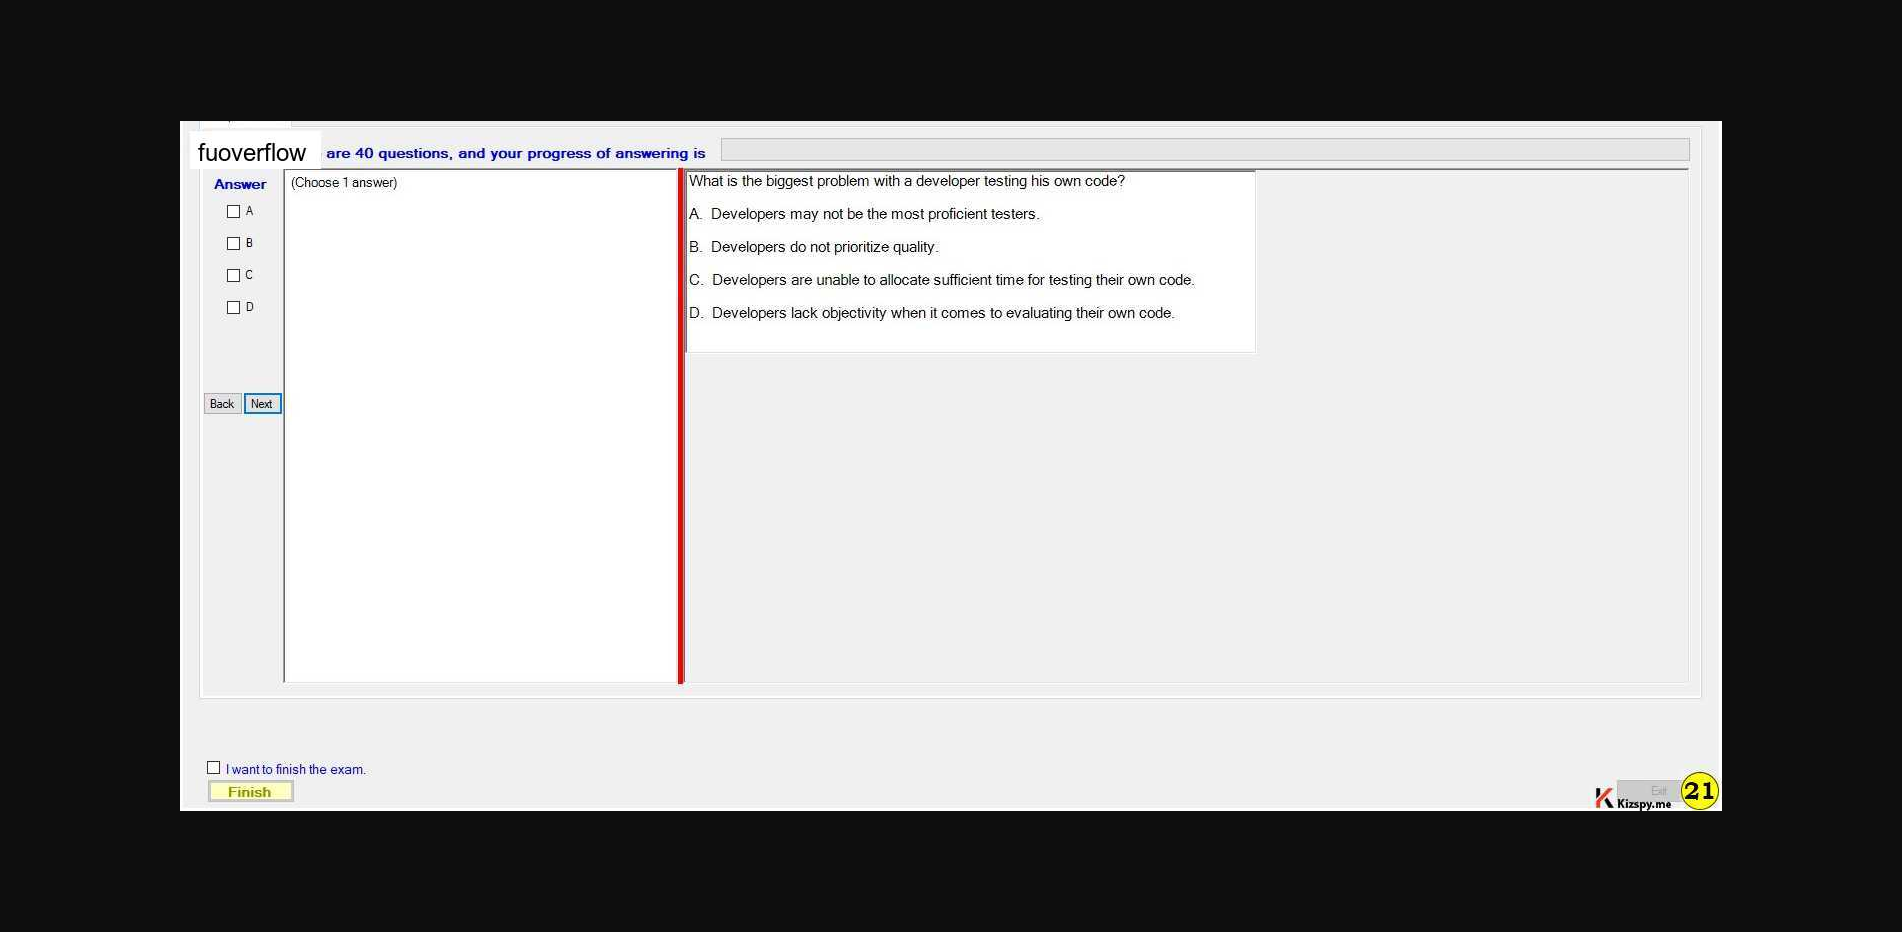 fuoverflow are 40 questions, and your progress of answering is
Answer
A
B
C
D
Back Next
(Choose 1 answer)
What is the biggest problem with a developer testing his own code?
A. Developers may not be the most proficient testers.
B. Developers do not prioritize quality.
C. Developers are unable to allocate sufficient time for testing their own code.
D. Developers lack objectivity when it comes to evaluating their own code.
I want to finish the exam.
Finish
Exit
Kizspy.me
21